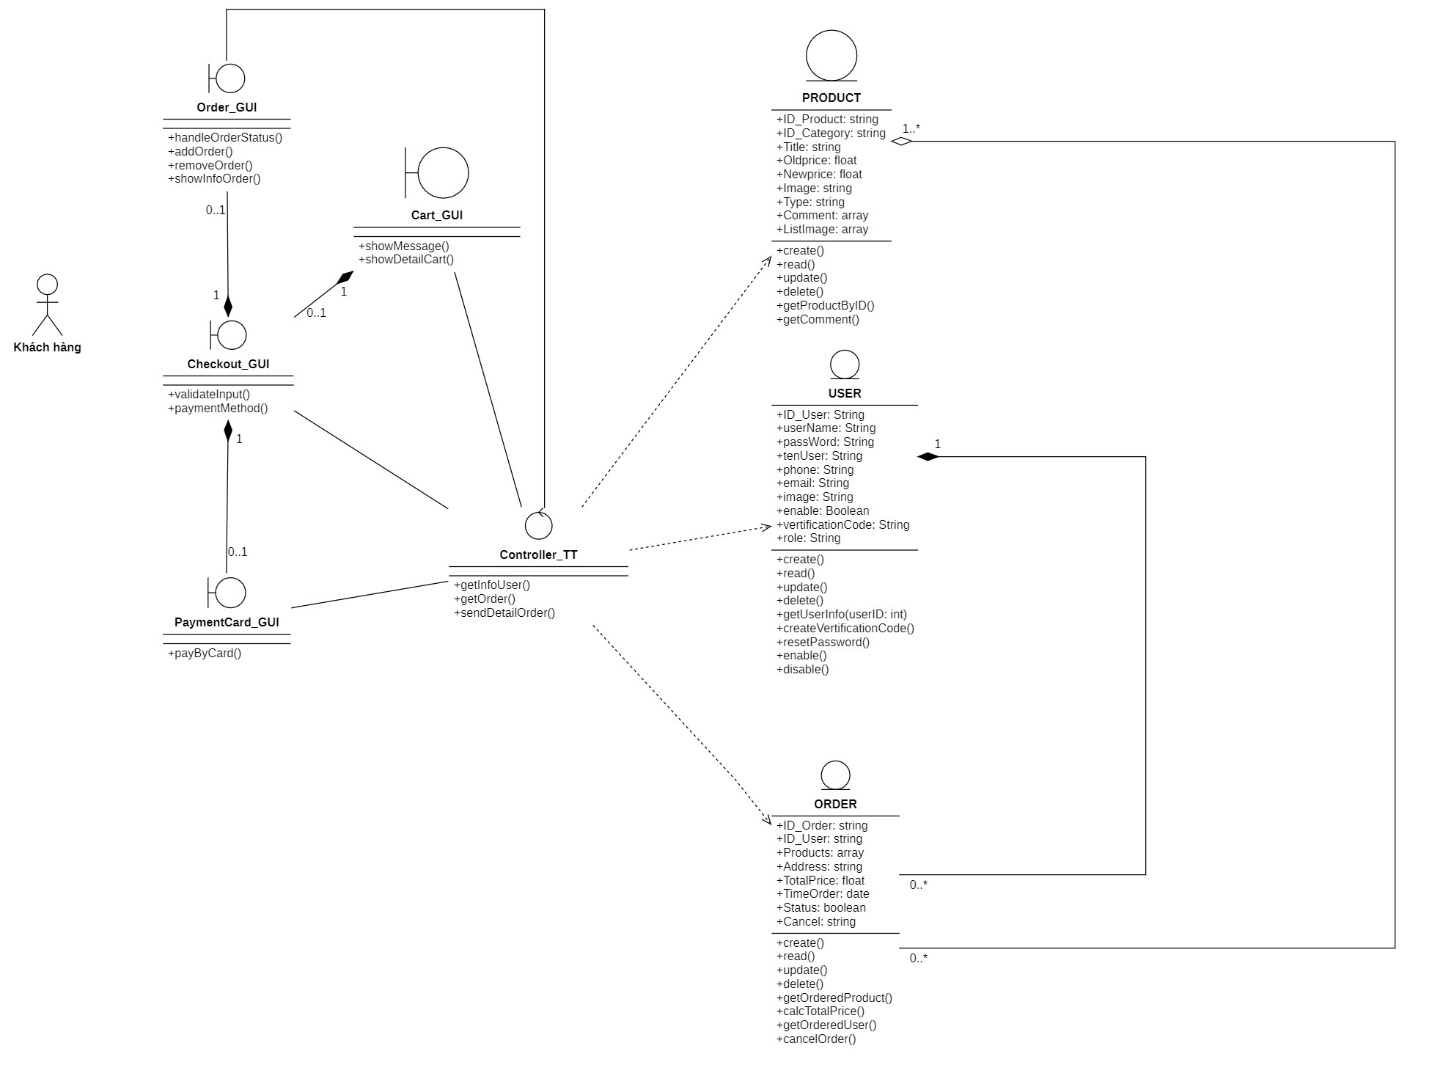 Order_GUI
+handleOrderStatus()
+addOrder()
+removeOrder()
+showInfoOrder()
0..1
Cart_GUI
+showMessage()
+showDetailCart()
1
0..1
1
Khách hàng
Checkout_GUI
+validateInput()
+paymentMethod()
1
0..1
PaymentCard_GUI
+payByCard()
Controller_TT
+getInfoUser()
+getOrder()
+sendDetailOrder()
PRODUCT
+ID_Product: string
+ID_Category: string
+Title: string
+Oldprice: float
+Newprice: float
+Image: string
+Type: string
+Comment: array
+ListImage: array
+create()
+read()
+update()
+delete()
+getProductByID()
+getComment()
1..*
USER
+ID_User: String
+userName: String
+passWord: String
+tenUser: String
+phone: String
+email: String
+image: String
+enable: Boolean
+vertificationCode: String
+role: String
+create()
+read()
+update()
+delete()
+getUserInfo(userID: int)
+createVertificationCode()
+resetPassword()
+enable()
+disable()
1
ORDER
+ID_Order: string
+ID_User: string
+Products: array
+Address: string
+TotalPrice: float
+TimeOrder: date
+Status: boolean
+Cancel: string
+create()
+read()
+update()
+delete()
+getOrderedProduct()
+calcTotalPrice()
+getOrderedUser()
+cancelOrder()
0..*
0..*